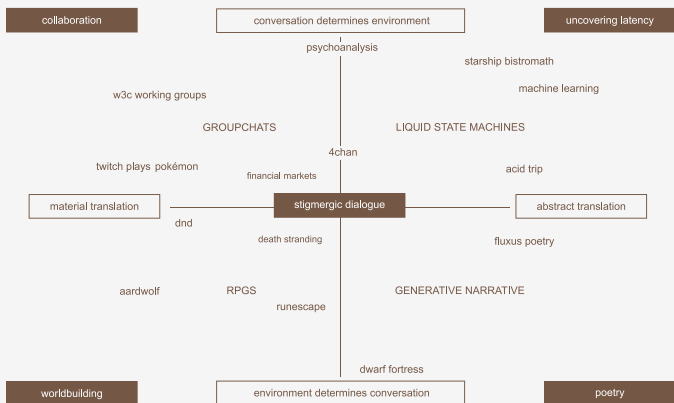 collaboration
conversation determines environment
uncovering latency
psychoanalysis
starship bistromath
machine learning
w3c working groups
GROUPCHATS
LIQUID STATE MACHINES
4chan
twitch plays pokémon
acid trip
financial markets
material translation
stigmergic dialogue
abstract translation
dnd
death stranding
fluxus poetry
aardwolf
RPGS
GENERATIVE NARRATIVE
runescape
dwarf fortress
worldbuilding
environment determines conversation
poetry